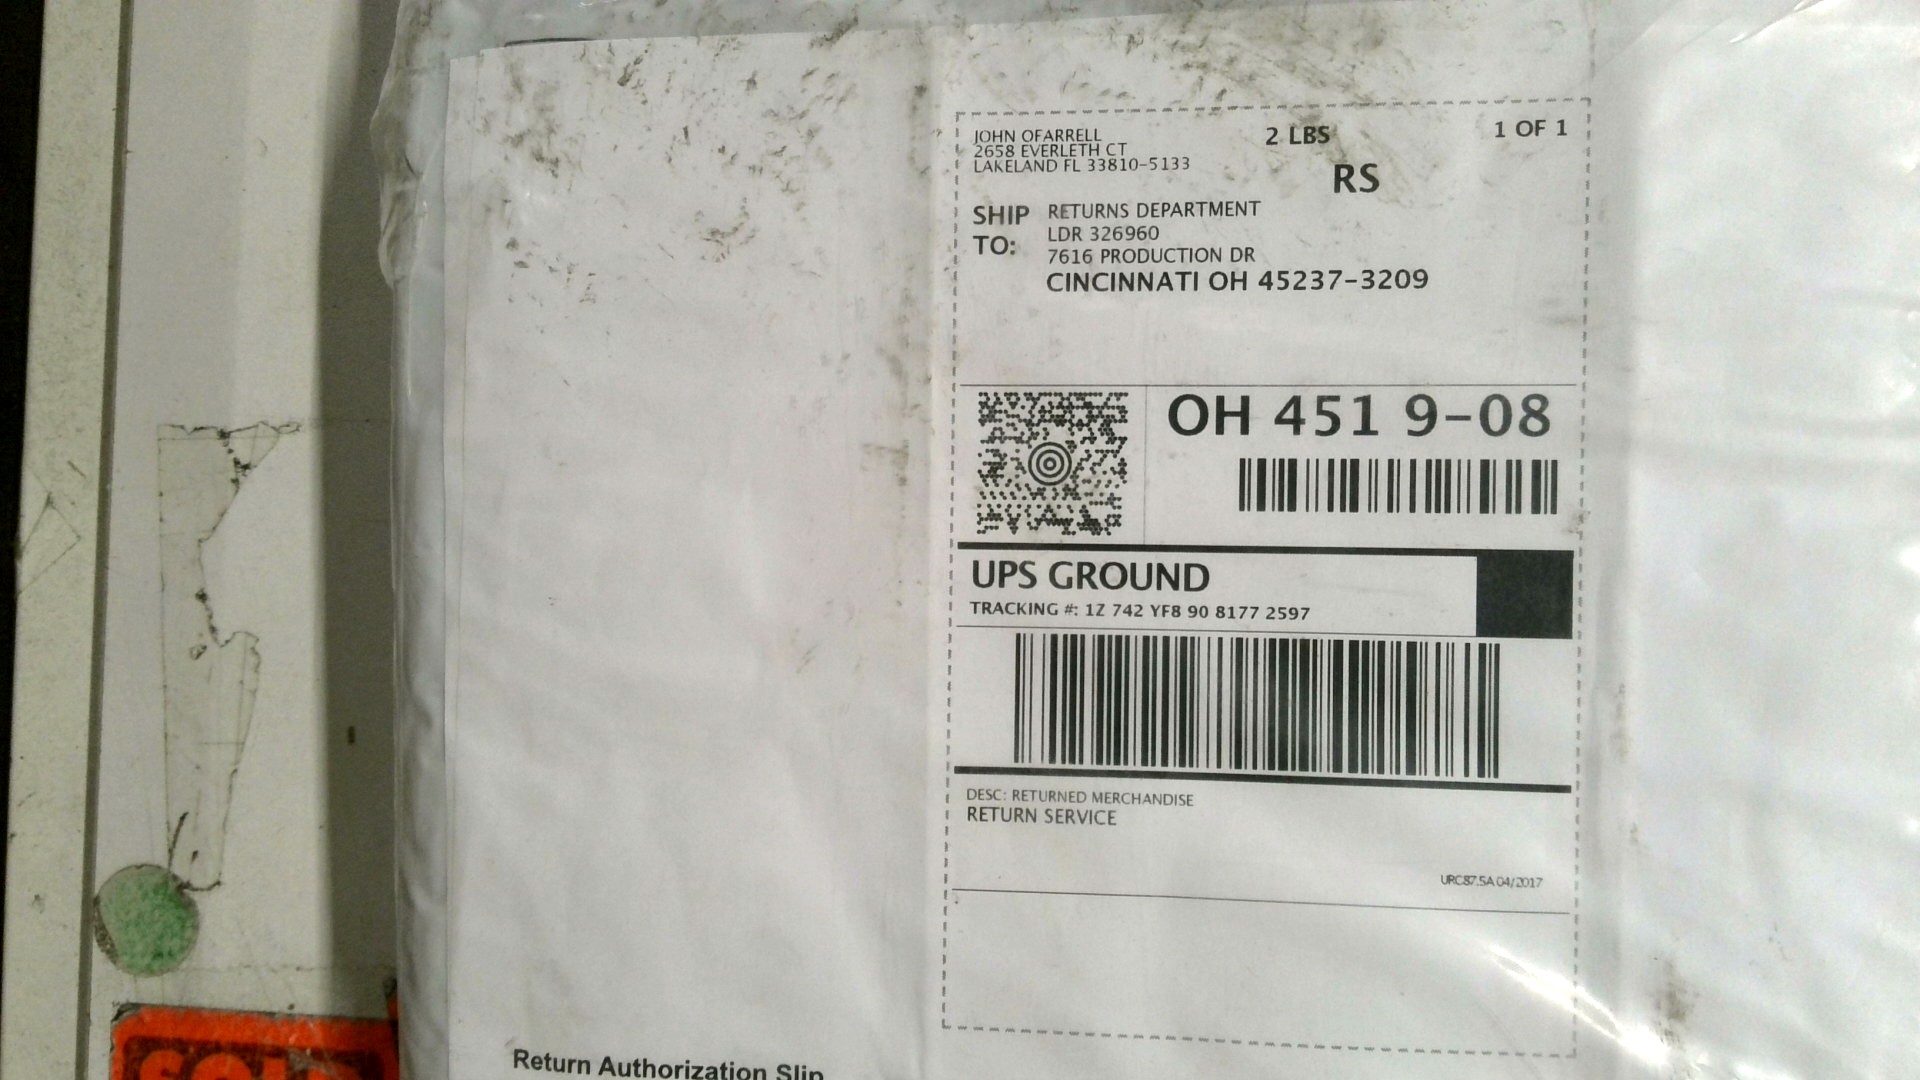 JOHN OFARRELL
2658 EVERLETH CT
LAKELAND FL 33810-5133
2 LBS
1 OF 1
RS
SHIP TO:
RETURNS DEPARTMENT
LDR 326960
7616 PRODUCTION DR
CINCINNATI OH 45237-3209
OH 451 9-08
UPS GROUND
TRACKING #: 1Z 742 YF8 90 8177 2597
DESC: RETURNED MERCHANDISE
RETURN SERVICE
URC87.5A 04/2017
Return Authorization Slip